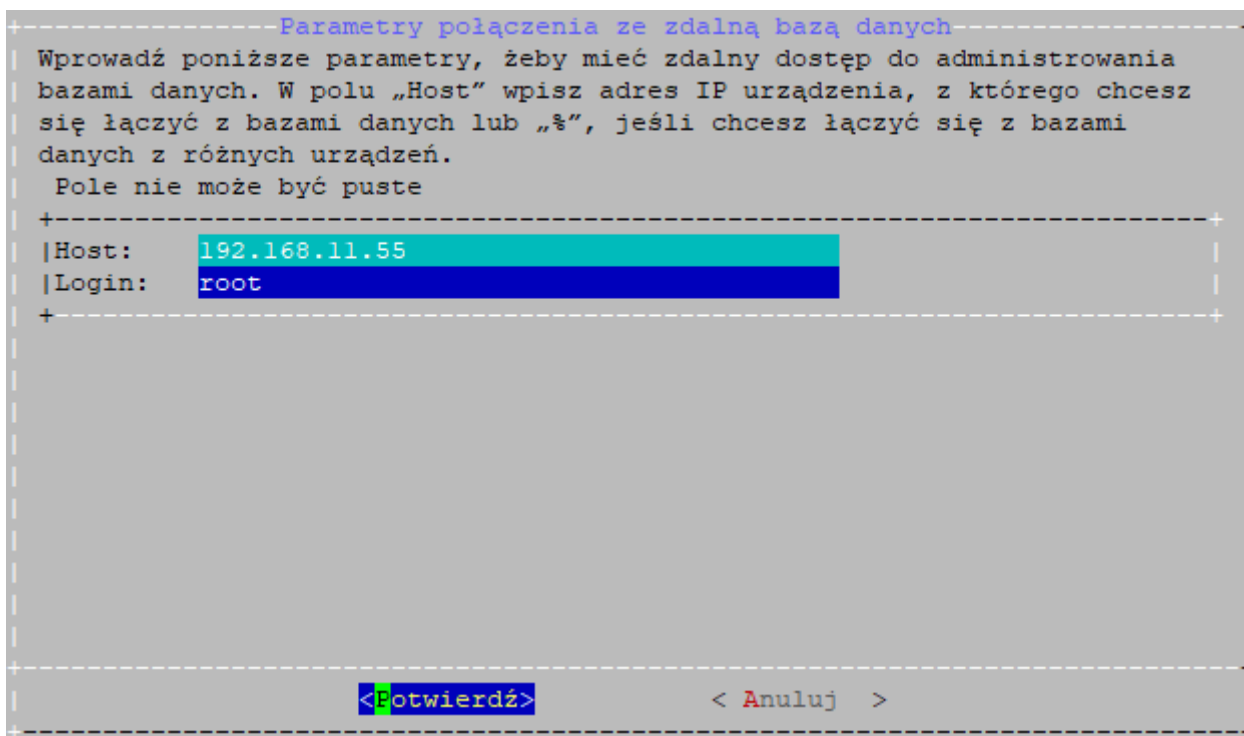 Parametry połączenia ze zdalną bazą danych
Wprowadź poniższe parametry, żeby mieć zdalny dostęp do administrowania
bazami danych. W polu „Host” wpisz adres IP urządzenia, z którego chcesz
się łączyć z bazami danych lub „%”, jeśli chcesz łączyć się z bazami
danych z różnych urządzeń.
Pole nie może być puste
Host: 192.168.11.55
Login: root
<Potwierdź> < Anuluj >